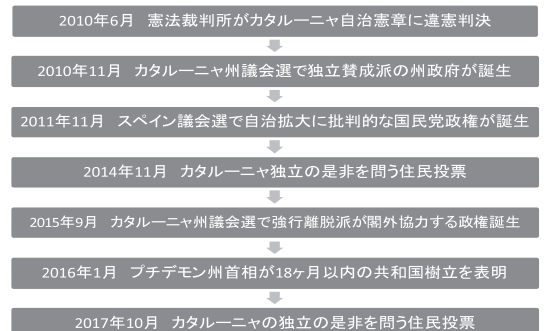 2010年6月　憲法裁判所がカタルーニャ自治憲章に違憲判決
2010年11月　カタルーニャ州議会選で独立賛成派の州政府が誕生
2011年11月　スペイン議会選で自治拡大に批判的な国民党政権が誕生
2014年11月　カタルーニャ独立の是非を問う住民投票
2015年9月　カタルーニャ州議会選で強行離脱派が閣外協力する政権誕生
2016年1月　プチデモン州首相が18ヶ月以内の共和国樹立を表明
2017年10月　カタルーニャの独立の是非を問う住民投票